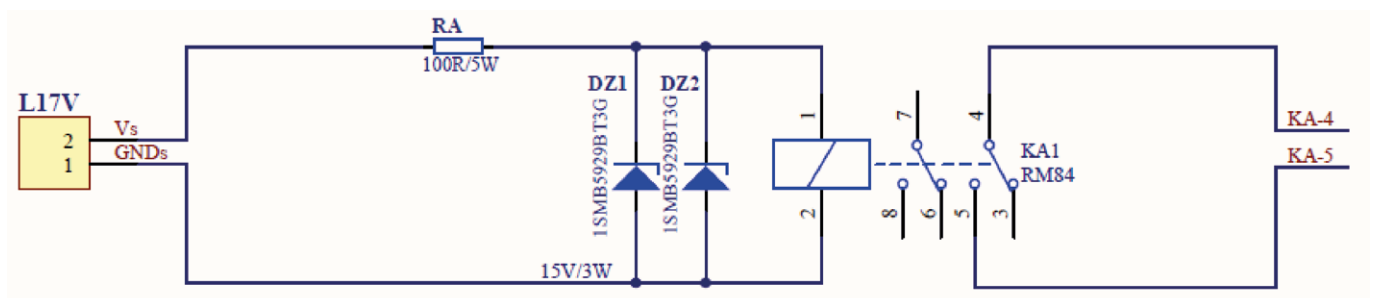 RA
100R/5W
L17V
2
Vs
1
GNDs
DZ1
DZ2
1SMB5929BT3G
1SMB5929BT3G
15V/3W
1
2
7
4
8
6
5
3
KA1
RM84
KA-4
KA-5